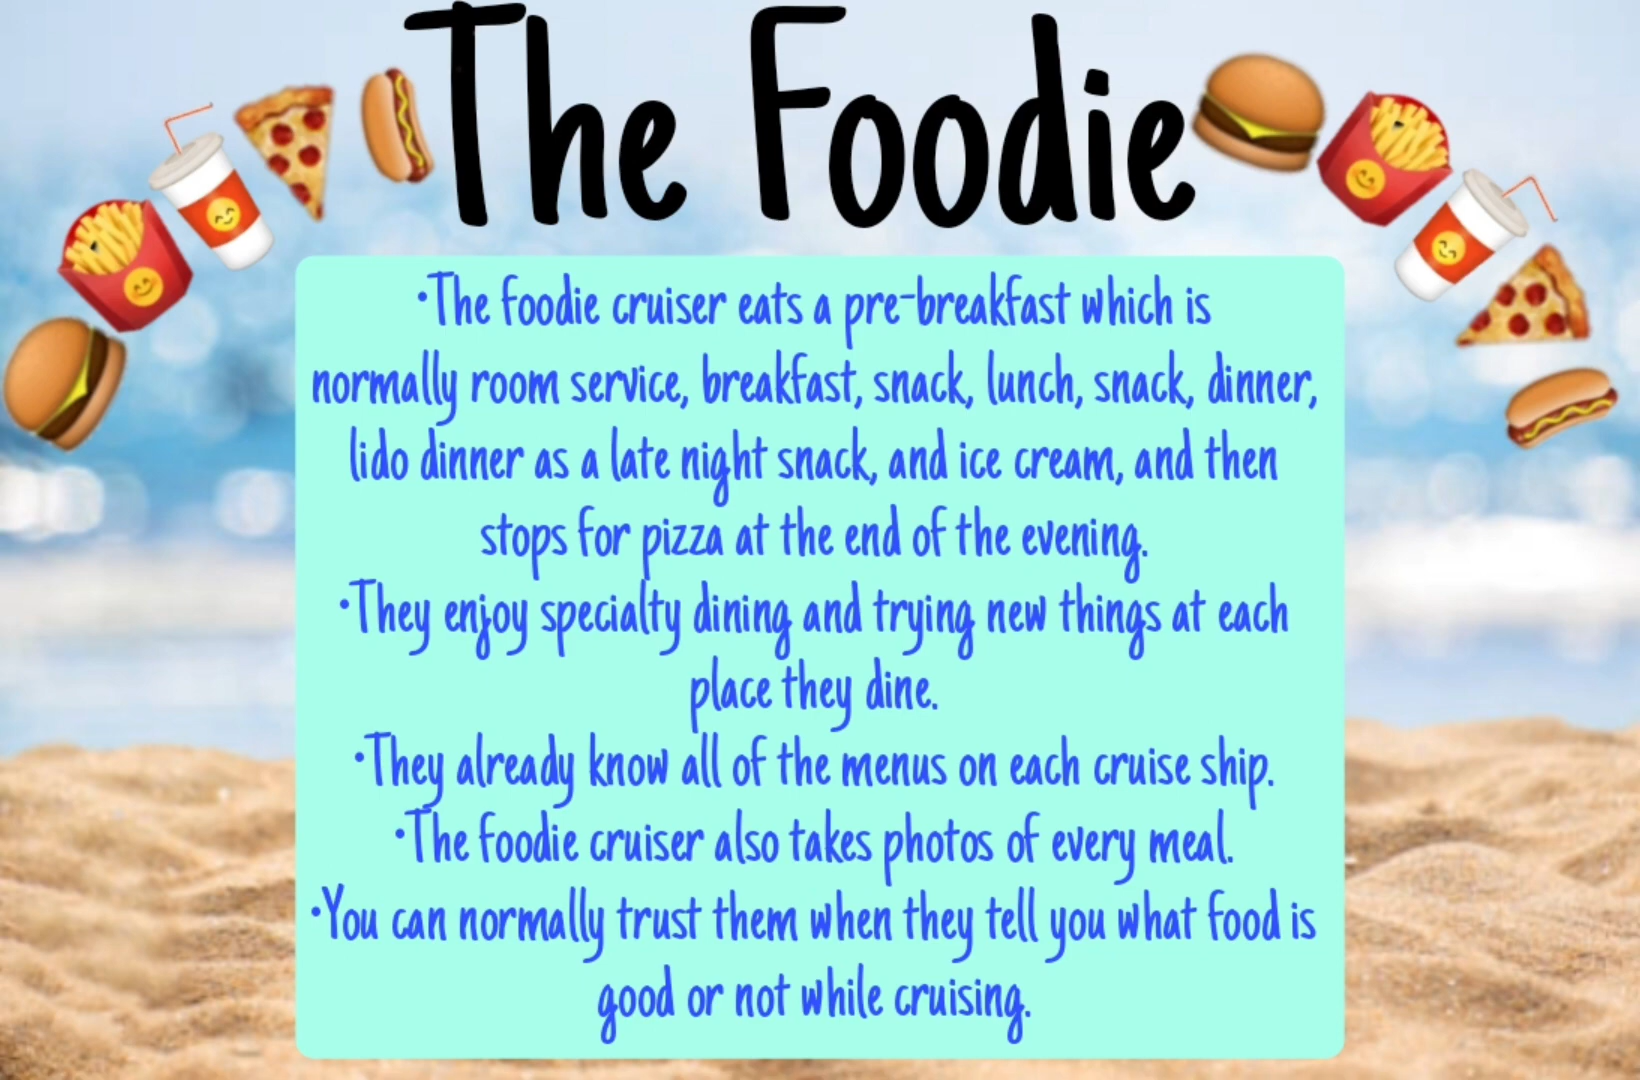 The Foodie
•The foodie cruiser eats a pre-breakfast which is
normally room service, breakfast, snack, lunch, snack, dinner,
lido dinner as a late night snack, and ice cream, and then
stops for pizza at the end of the evening.
•They enjoy specialty dining and trying new things at each
place they dine.
•They already know all of the menus on each cruise ship.
•The foodie cruiser also takes photos of every meal.
•You can normally trust them when they tell you what food is
good or not while cruising.